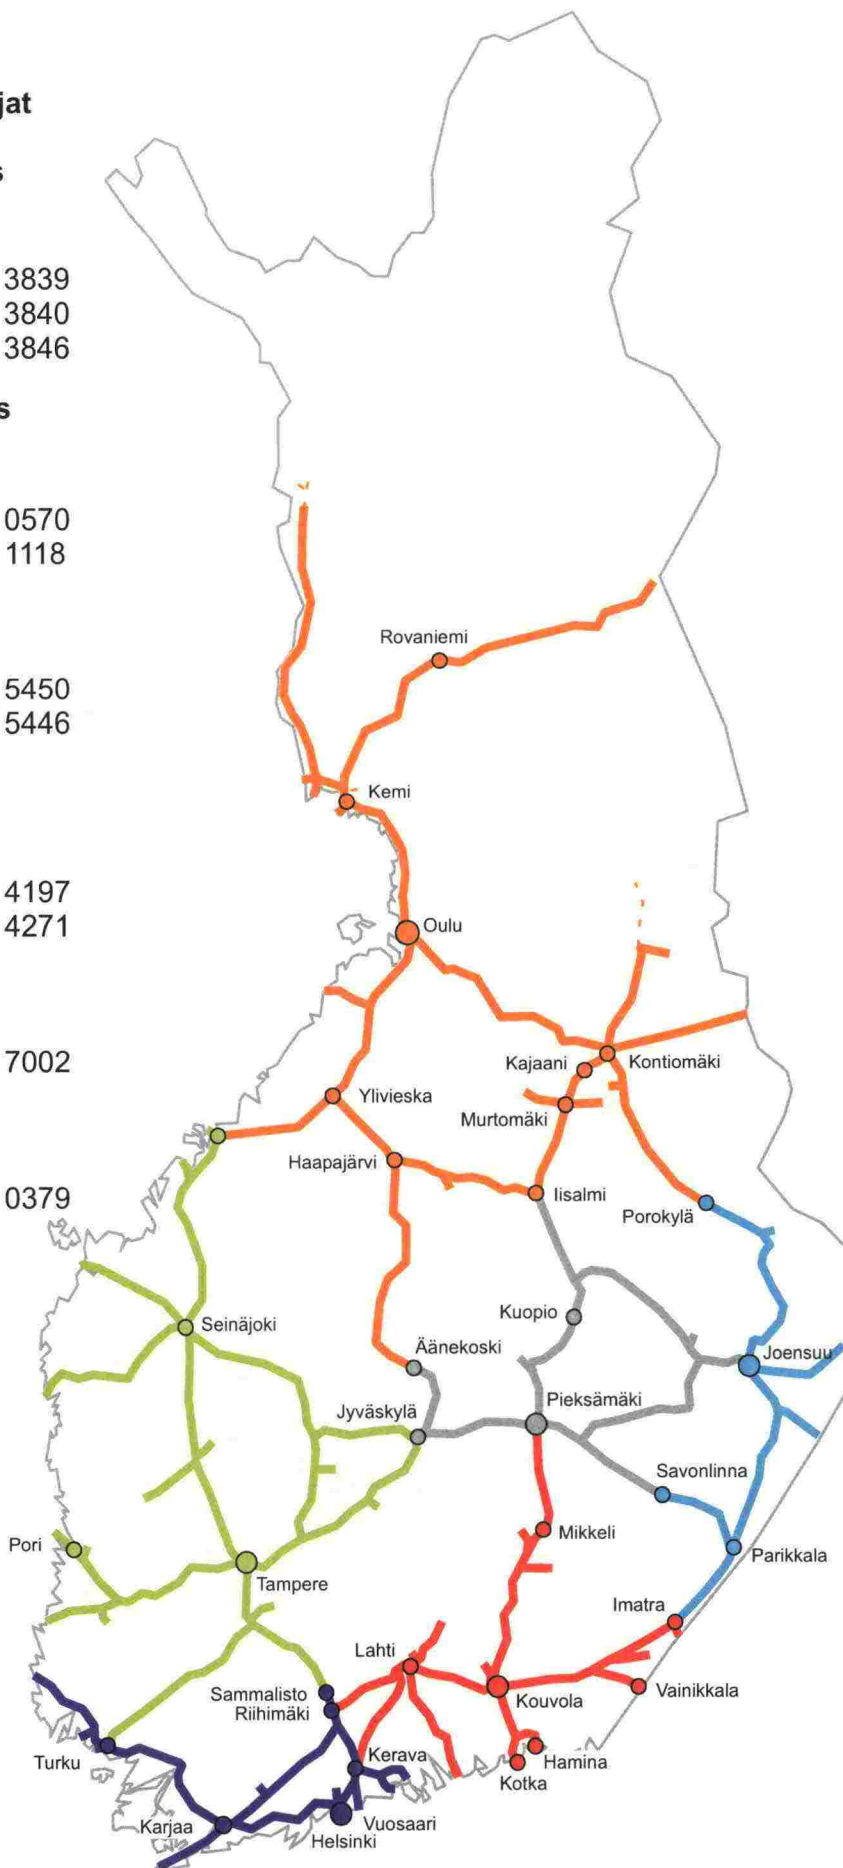 jat
s
3839
3840
3846
s
0570
1118
Rovaniemi
5450
5446
Kemi
4197
4271
Oulu
7002
Kajaani
Kontiomäki
Ylivieska
Murtomäki
Haapajärvi
Iisalmi
0379
Porokylä
Kuopio
Seinäjoki
Äänekoski
Joensuu
Jyväskylä
Pieksämäki
Savonlinna
Pori
Mikkeli
Parikkala
Tampere
Imatra
Lahti
Sammalisto
Riihimäki
Kouvola
Vainikkala
Turku
Kerava
Hamina
Kotka
Karjaa
Vuosaari
Helsinki